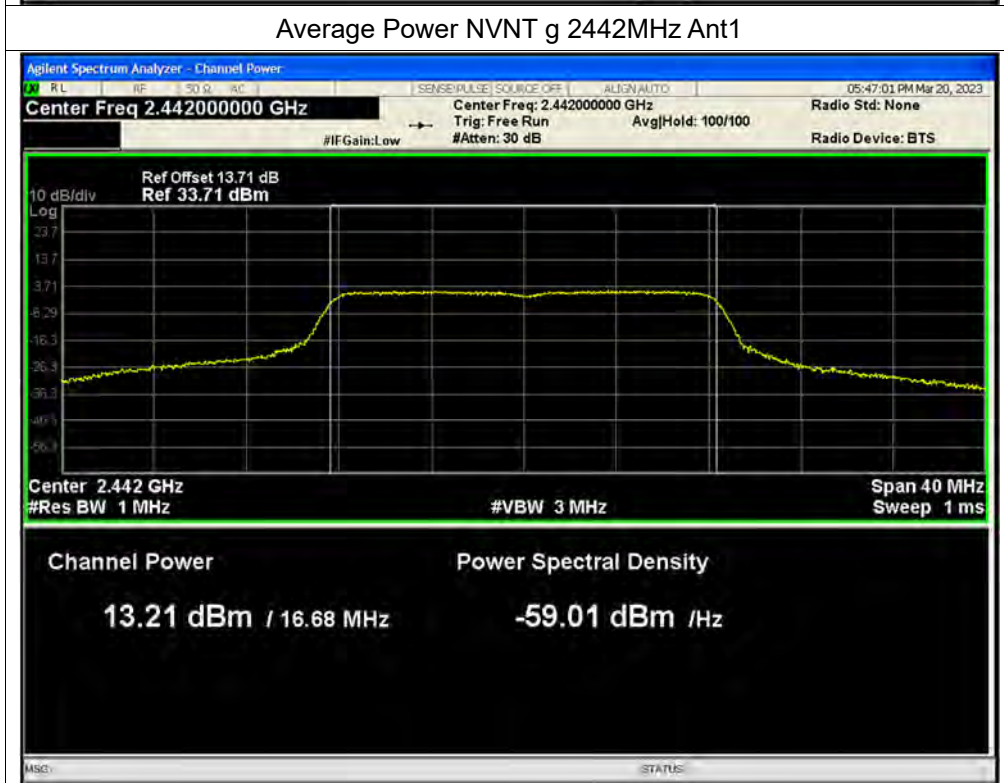 Average Power NVNT g 2442MHz Ant1
Agilent Spectrum Analyzer - Channel Power
RL RF 50 Ω AC SENSE:PULSE SOURCE OFF ALIGN AUTO 05:47:01 PM Mar 20, 2023
Center Freq 2.442000000 GHz Center Freq: 2.442000000 GHz Radio Std: None
Trig: Free Run Avg|Hold: 100/100
#IFGain:Low #Atten: 30 dB Radio Device: BTS
Ref Offset 13.71 dB
10 dB/div Ref 33.71 dBm
Log
23.7
13.7
3.71
-6.29
-16.3
-26.3
-36.3
-46.3
-56.3
Center 2.442 GHz Span 40 MHz
#Res BW 1 MHz #VBW 3 MHz Sweep 1 ms
Channel Power Power Spectral Density
13.21 dBm / 16.68 MHz -59.01 dBm /Hz
MSG STATUS